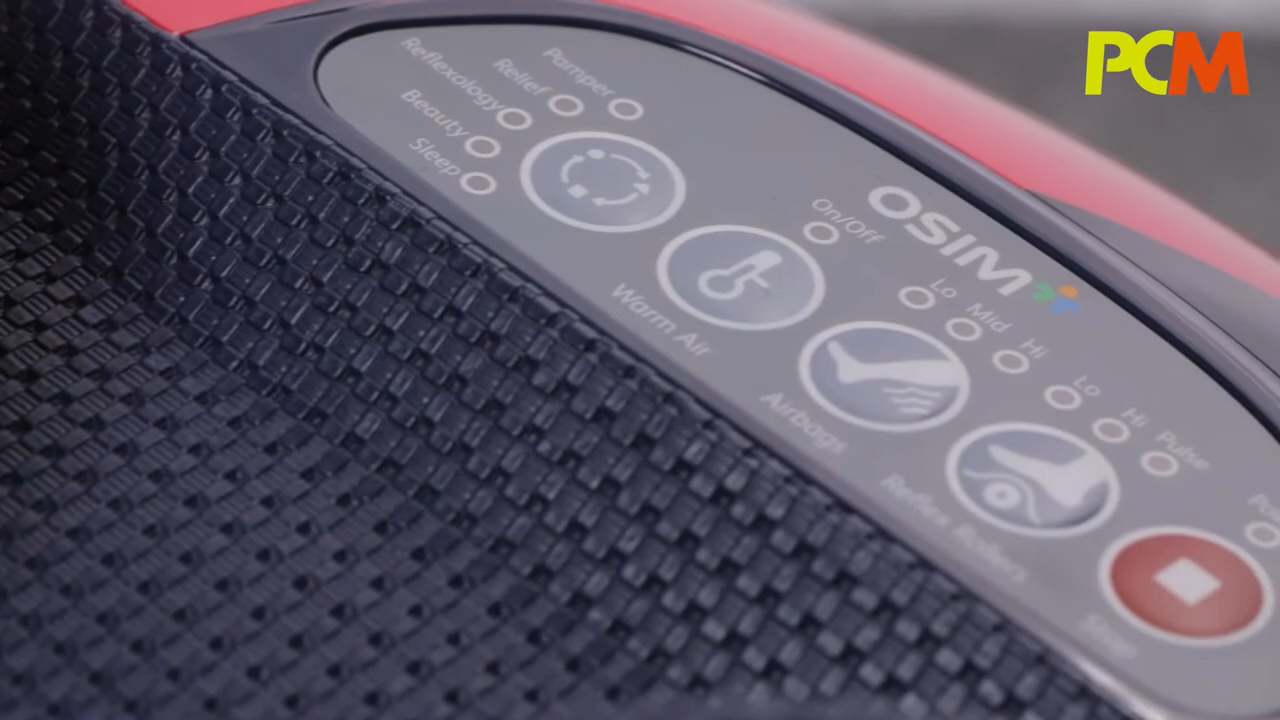 PCM
Pamper
Relief
Reflexology
Beauty
Sleep
OSIM
On/Off
Warm Air
Lo
Mid
Hi
Airbags
Lo
Hi
Pulse
Reflex Rollers